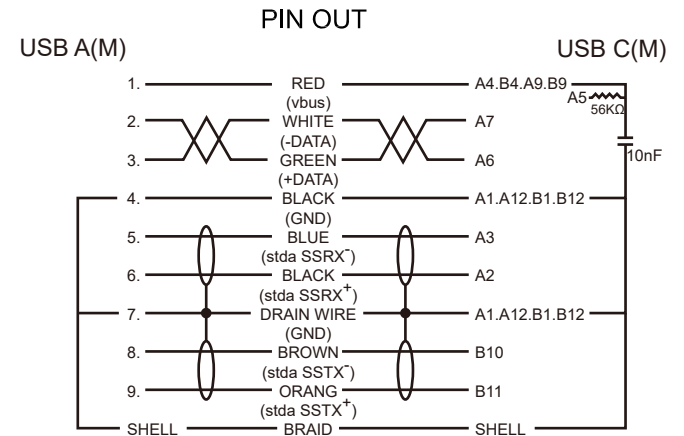 PIN OUT
USB A(M) USB C(M)
1. RED A4.B4.A9.B9
(vbus) A5 56KΩ
2. WHITE A7
(-DATA) 10nF
3. GREEN A6
(+DATA)
4. BLACK A1.A12.B1.B12
(GND)
5. BLUE A3
(stda SSRX-)
6. BLACK A2
(stda SSRX+)
7. DRAIN WIRE A1.A12.B1.B12
(GND)
8. BROWN B10
(stda SSTX-)
9. ORANG B11
(stda SSTX+)
SHELL BRAID SHELL